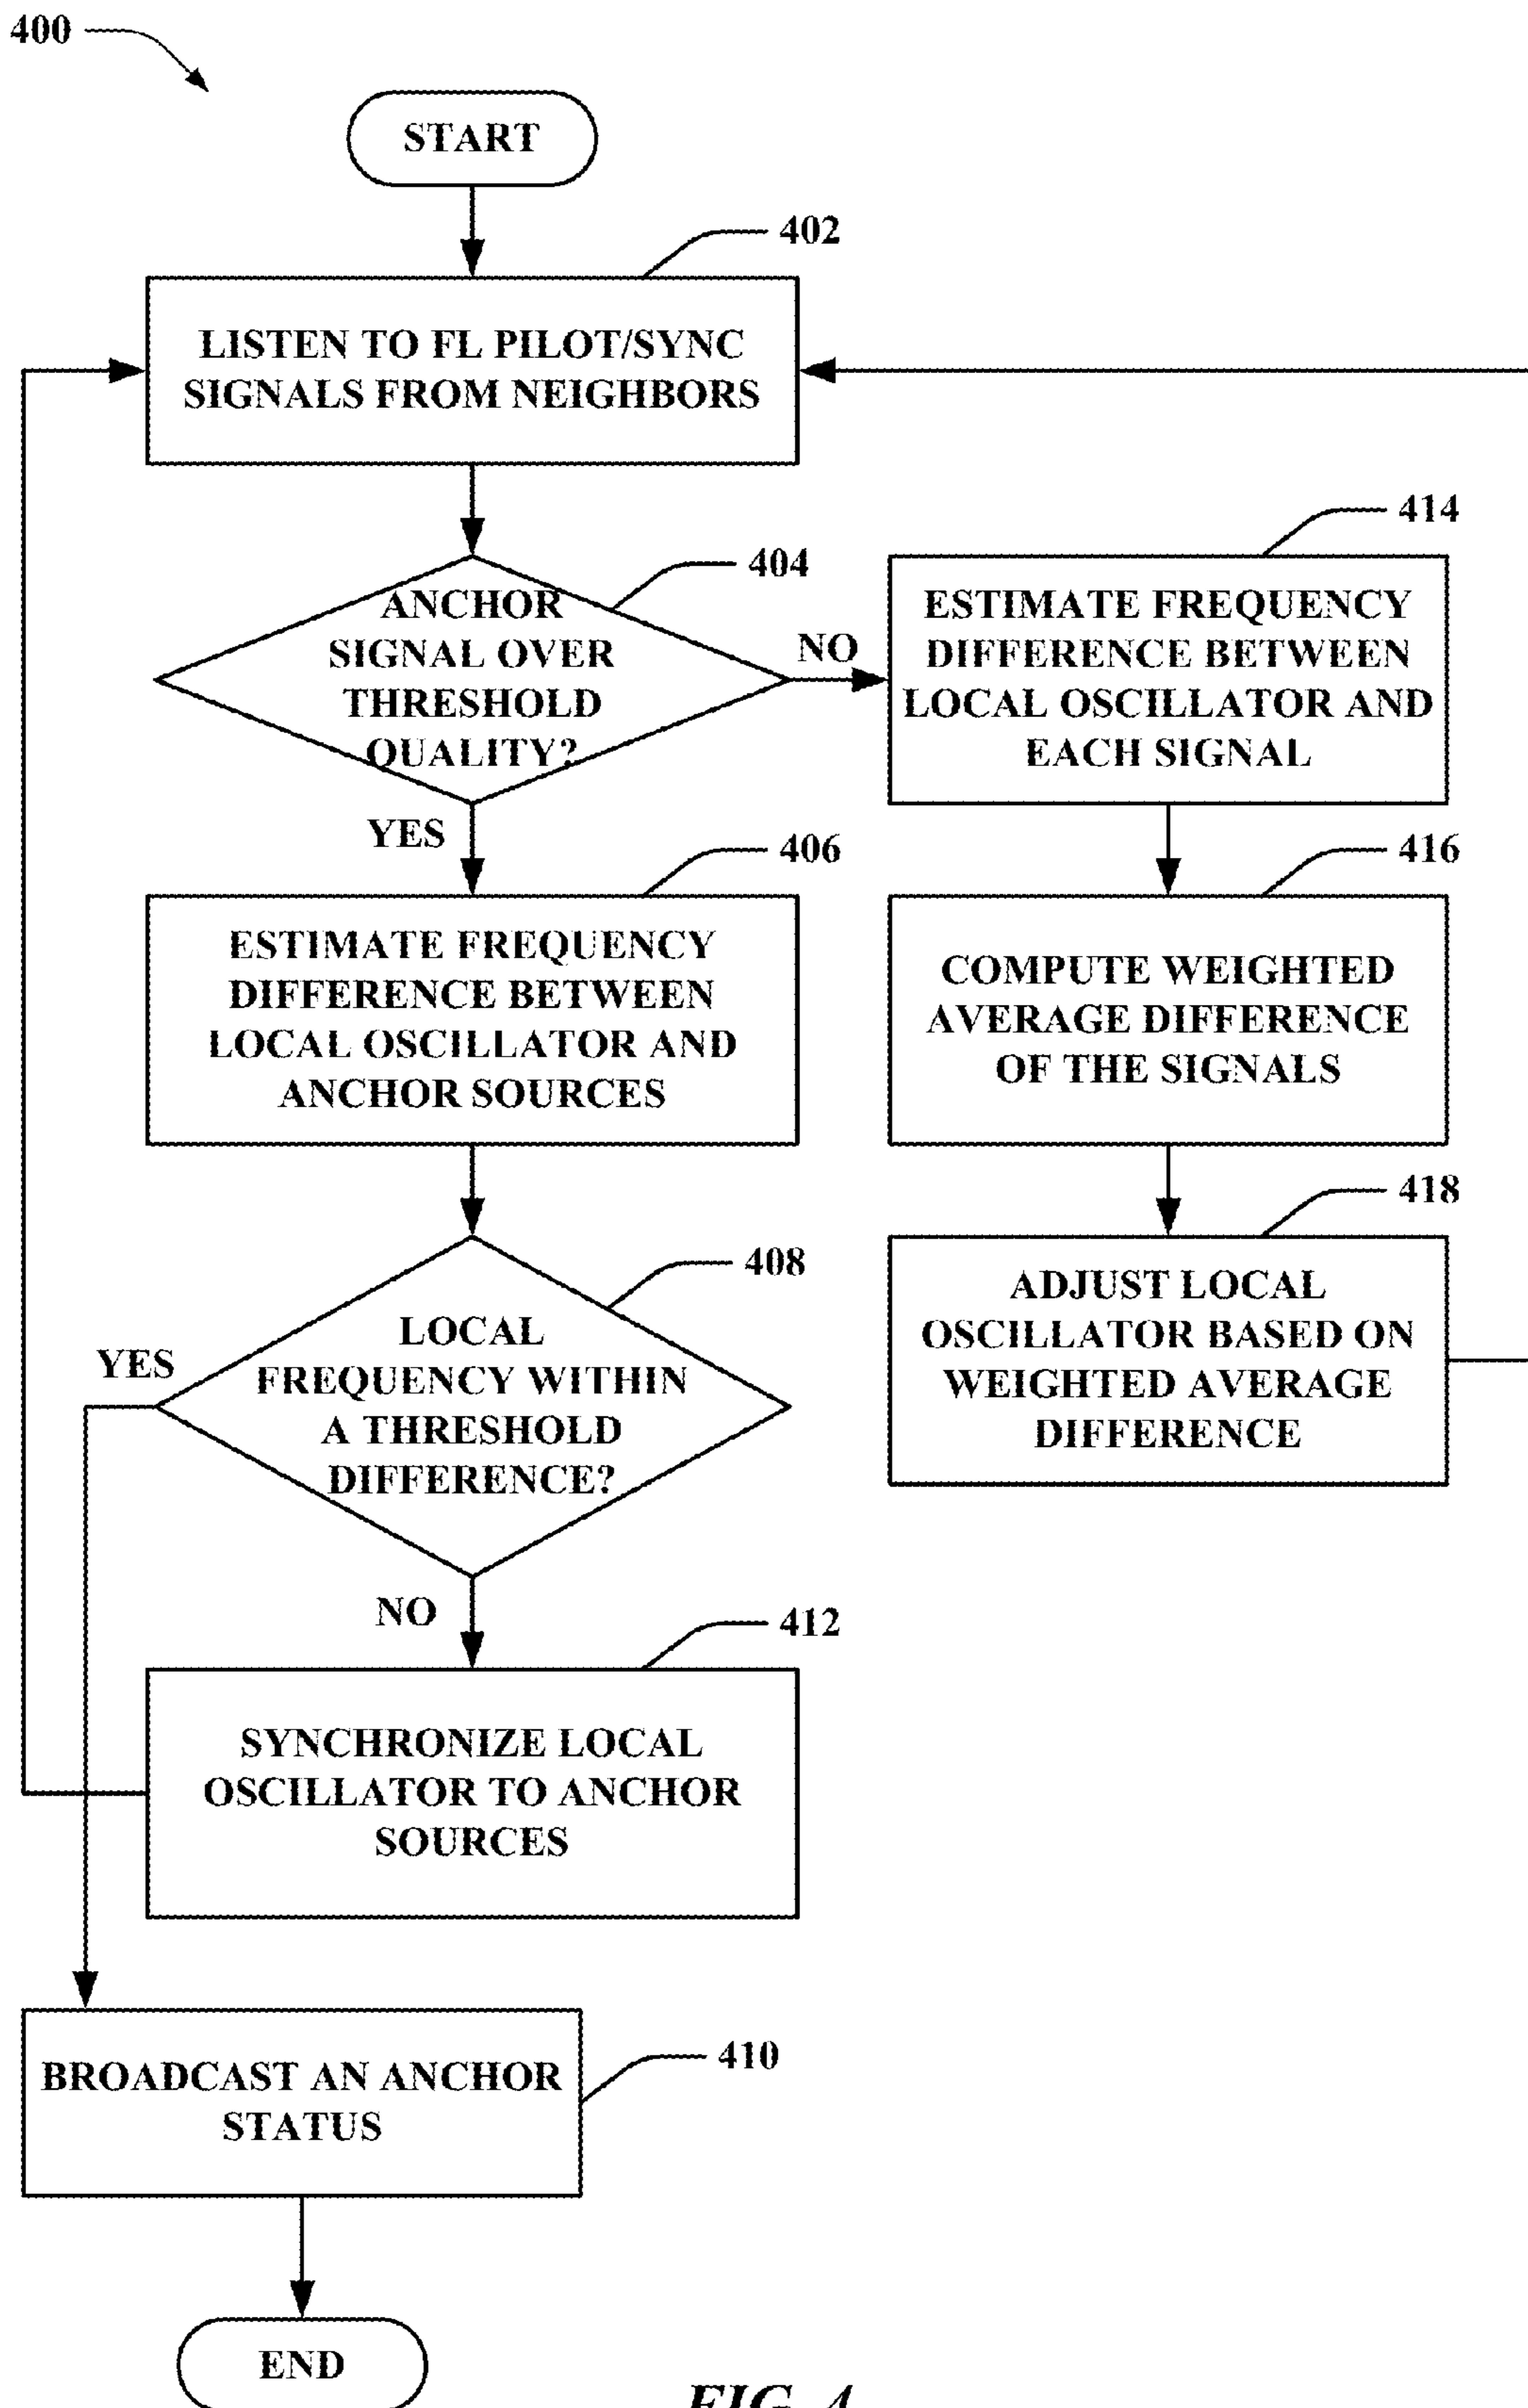 400
START
402
LISTEN TO FL PILOT/SYNC
SIGNALS FROM NEIGHBORS
404
ANCHOR
SIGNAL OVER
THRESHOLD
QUALITY?
NO
414
ESTIMATE FREQUENCY
DIFFERENCE BETWEEN
LOCAL OSCILLATOR AND
EACH SIGNAL
YES
406
ESTIMATE FREQUENCY
DIFFERENCE BETWEEN
LOCAL OSCILLATOR AND
ANCHOR SOURCES
416
COMPUTE WEIGHTED
AVERAGE DIFFERENCE
OF THE SIGNALS
408
LOCAL
FREQUENCY WITHIN
A THRESHOLD
DIFFERENCE?
YES
418
ADJUST LOCAL
OSCILLATOR BASED ON
WEIGHTED AVERAGE
DIFFERENCE
NO
412
SYNCHRONIZE LOCAL
OSCILLATOR TO ANCHOR
SOURCES
410
BROADCAST AN ANCHOR
STATUS
END
FIG. 4